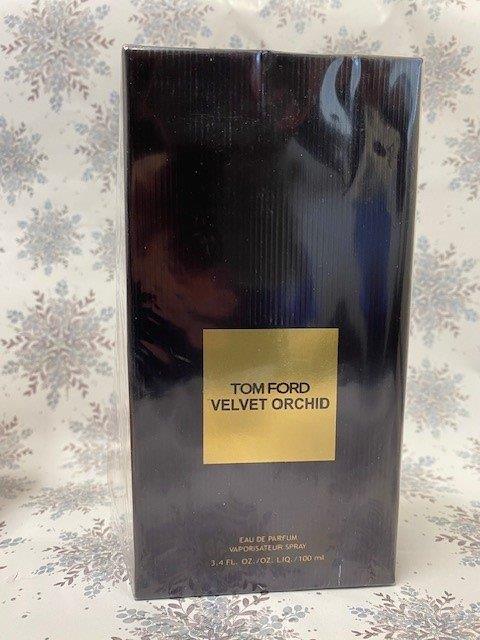 TOM FORD
VELVET ORCHID
EAU DE PARFUM
VAPORISATEUR SPRAY
3.4 FL. OZ./OZ. LIQ./100 ml